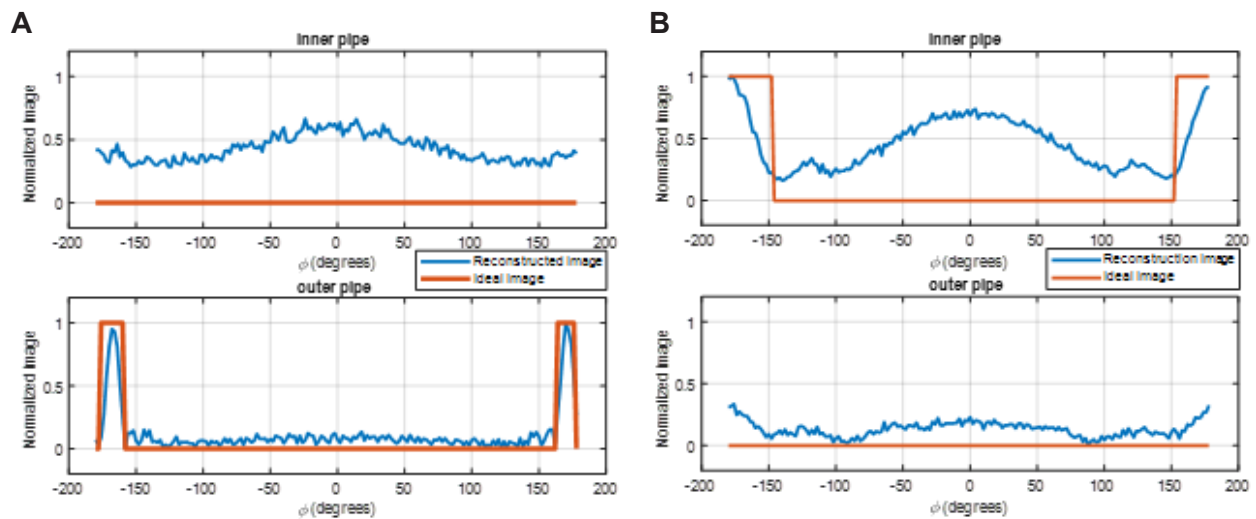 A
B
inner pipe
Normalized image
1
0.5
0
-200 -150 -100 -50 0 50 100 150 200
ϕ (degrees)
Reconstructed image
Ideal image
outer pipe
Normalized image
1
0.5
0
-200 -150 -100 -50 0 50 100 150 200
ϕ (degrees)
inner pipe
Normalized image
1
0.5
0
-200 -150 -100 -50 0 50 100 150 200
ϕ (degrees)
Reconstruction image
Ideal image
outer pipe
Normalized image
1
0.5
0
-200 -150 -100 -50 0 50 100 150 200
ϕ (degrees)